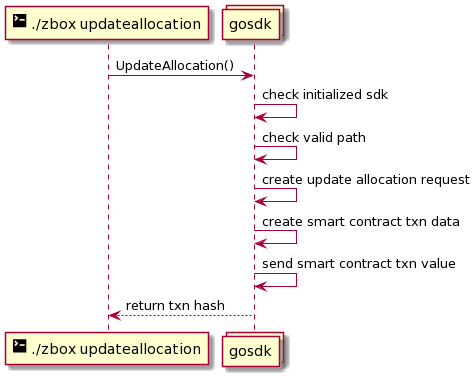 ./zbox updateallocation
gosdk
UpdateAllocation()
check initialized sdk
check valid path
create update allocation request
create smart contract txn data
send smart contract txn value
return txn hash
./zbox updateallocation
gosdk